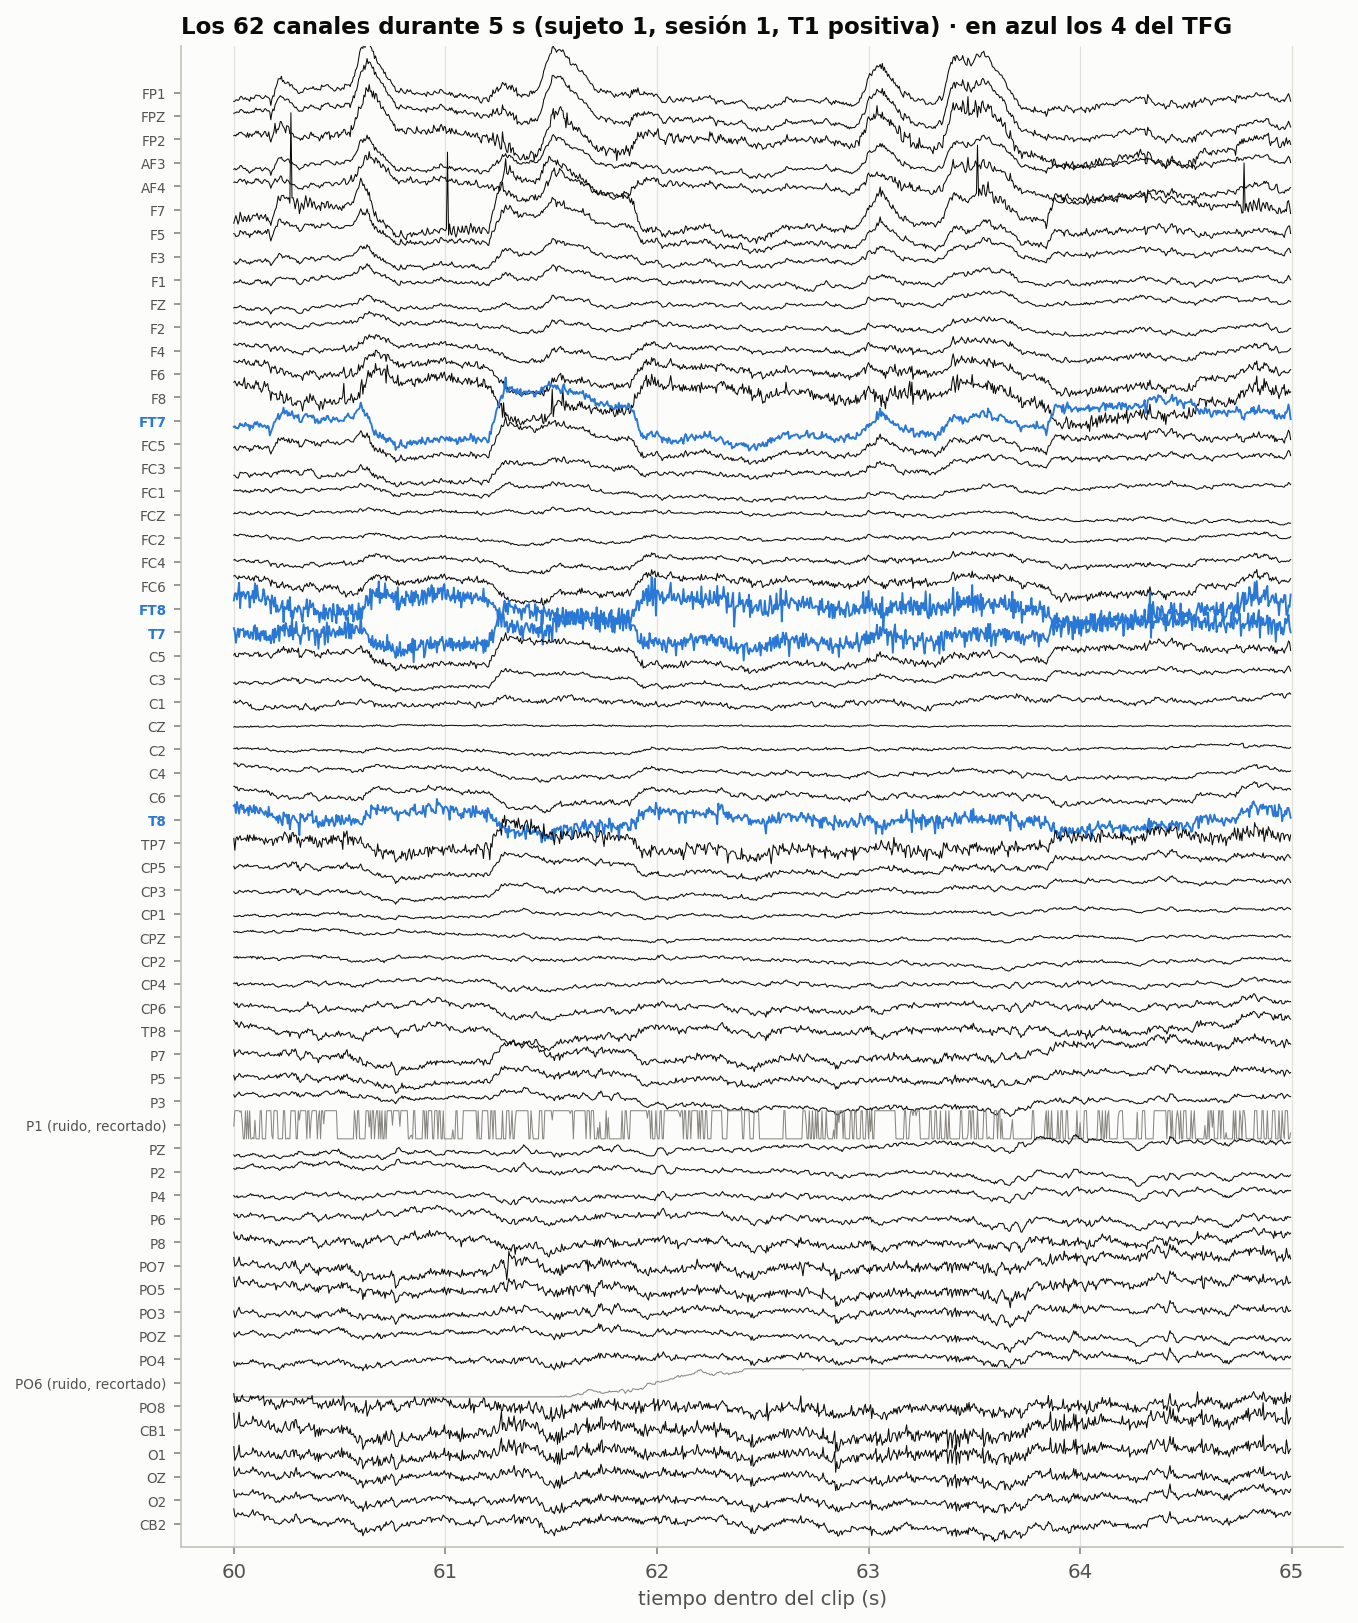 Los 62 canales durante 5 s (sujeto 1, sesión 1, T1 positiva) · en azul los 4 del TFG
FP1
FPZ
FP2
AF3
AF4
F7
F5
F3
F1
FZ
F2
F4
F6
F8
FT7
FC5
FC3
FC1
FCZ
FC2
FC4
FC6
FT8
T7
C5
C3
C1
CZ
C2
C4
C6
T8
TP7
CP5
CP3
CP1
CPZ
CP2
CP4
CP6
TP8
P7
P5
P3
P1 (ruido, recortado)
PZ
P2
P4
P6
P8
PO7
PO5
PO3
POZ
PO4
PO6 (ruido, recortado)
PO8
CB1
O1
OZ
O2
CB2
60 61 62 63 64 65
tiempo dentro del clip (s)